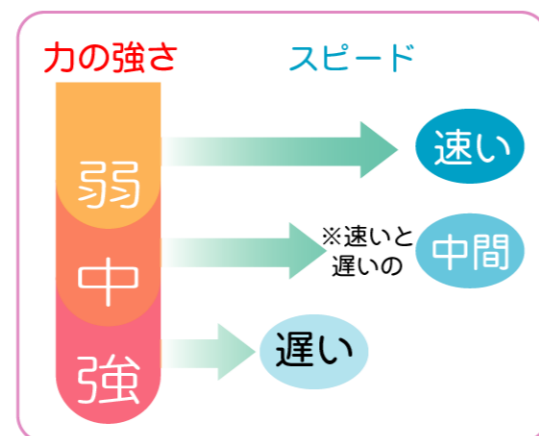 力の強さ
スピード
弱
速い
中
※速いと
遅いの
中間
強
遅い